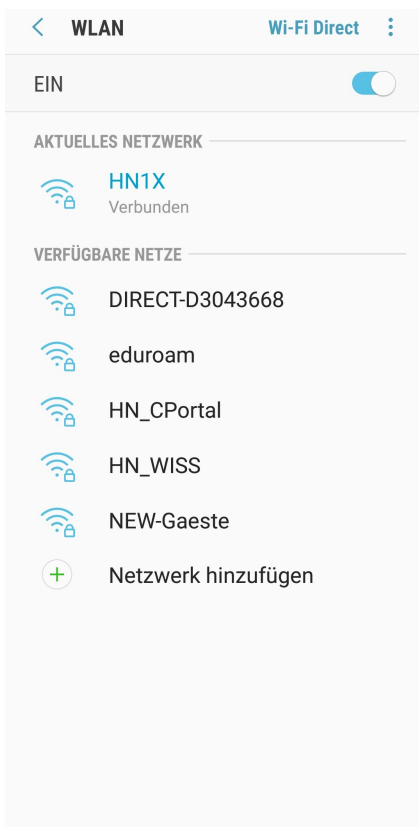 WLAN Wi-Fi Direct
EIN
AKTUELLES NETZWERK
HN1X
Verbunden
VERFÜGBARE NETZE
DIRECT-D3043668
eduroam
HN_CPortal
HN_WISS
NEW-Gaeste
Netzwerk hinzufügen